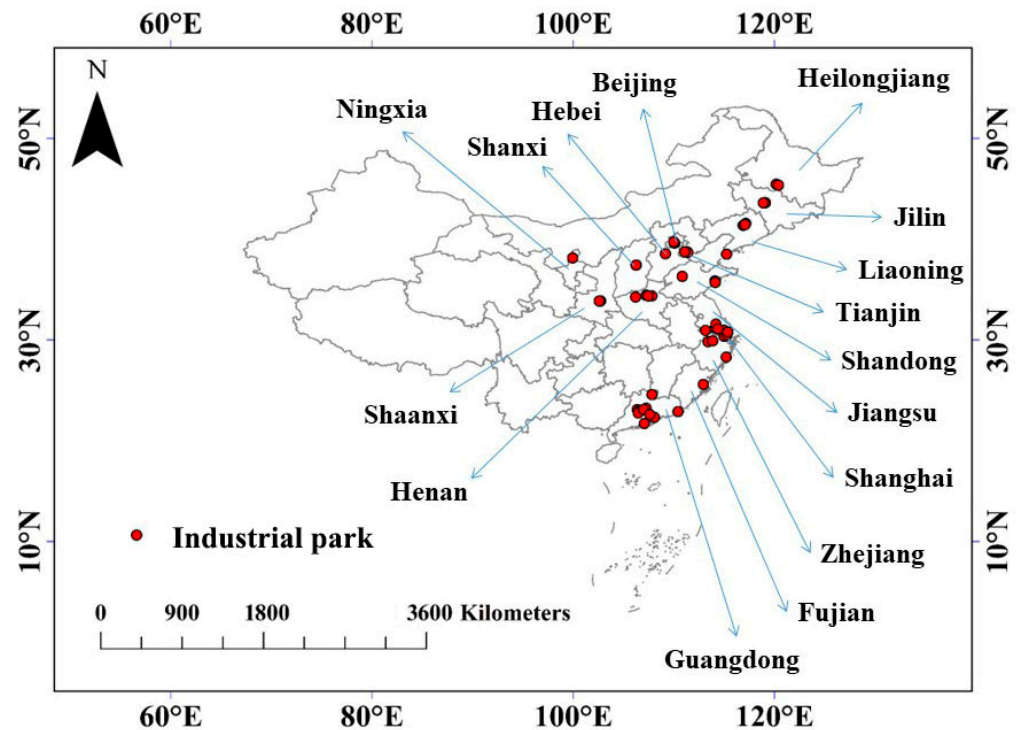 60°E 80°E 100°E 120°E
N
Beijing
Heilongjiang
Ningxia
Hebei
Shanxi
50°N
50°N
Jilin
Liaoning
Tianjin
30°N
30°N
Shandong
Shaanxi
Jiangsu
Shanghai
Henan
Industrial park
10°N
10°N
Zhejiang
0 900 1800 3600 Kilometers
Fujian
Guangdong
60°E 80°E 100°E 120°E